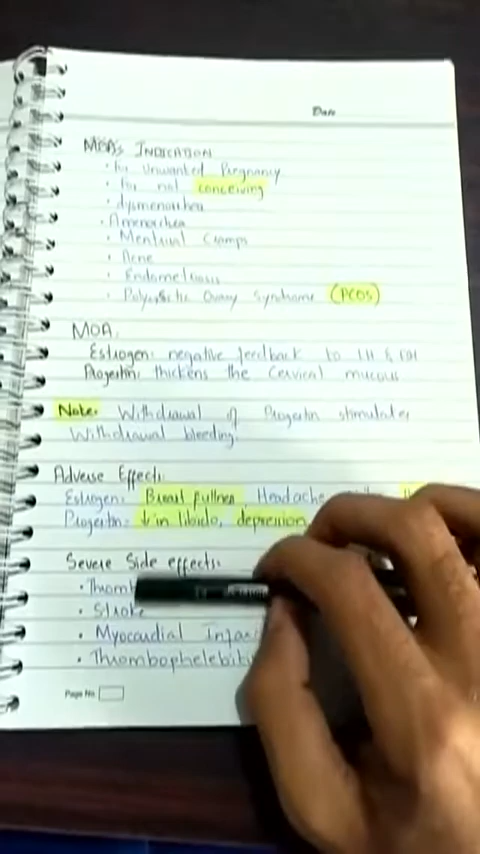 Date
MOA's INDICATION
• For Unwanted Pregnancy
• For not conceiving
• dysmenorrhea
• Amenorrhea
• Menstrual Cramps
• Acne
• Endometriosis
• Polycystic Ovary Syndrome (PCOS)
MOA:
Estrogen: negative feedback to LH & FSH
Progestin: thickens the Cervical mucous
Note: Withdrawal of Progestin stimulates
Withdrawal bleeding.
Adverse Effects:
Estrogen: Breast fullness Headache
Progestin: ↓ in libido, depression
Severe Side effects:
• Stroke
• Myocardial
Page No